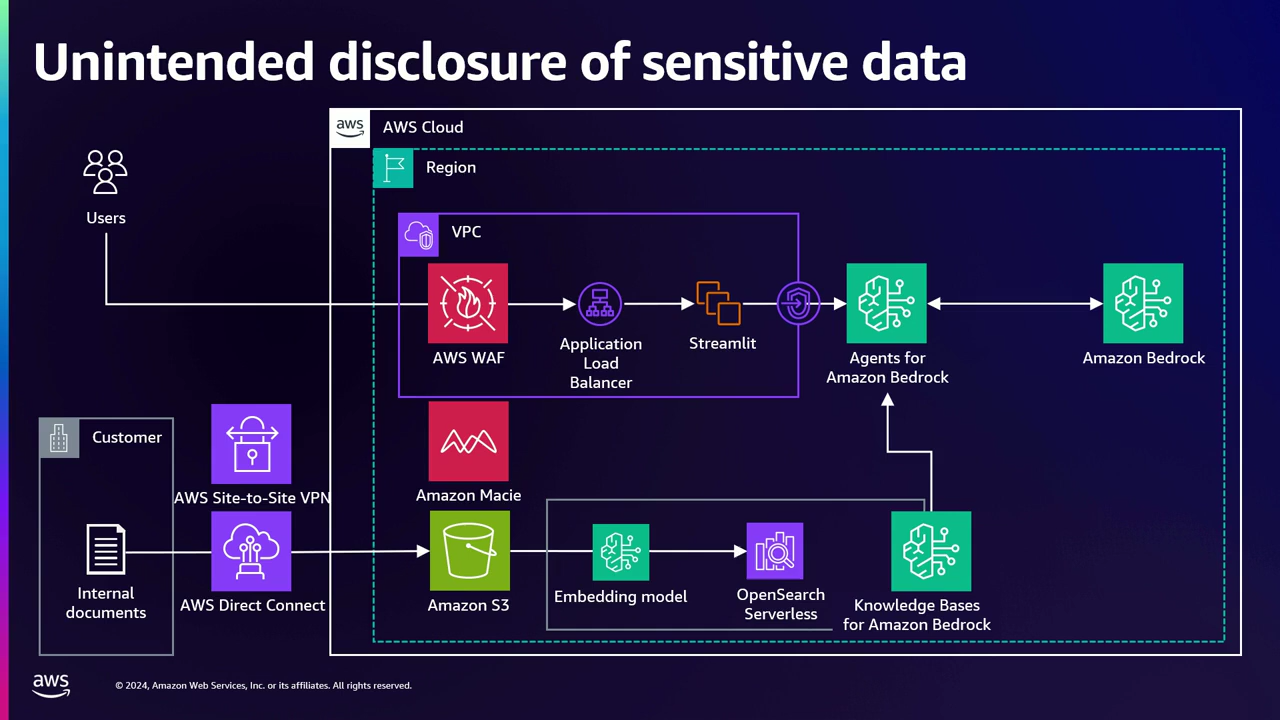 Unintended disclosure of sensitive data
aws
AWS Cloud
Region
Users
VPC
AWS WAF
Application
Load
Balancer
Streamlit
Agents for
Amazon Bedrock
Amazon Bedrock
Customer
AWS Site-to-Site VPN
Amazon Macie
Internal
documents
AWS Direct Connect
Amazon S3
Embedding model
OpenSearch
Serverless
Knowledge Bases
for Amazon Bedrock
aws
© 2024, Amazon Web Services, Inc. or its affiliates. All rights reserved.